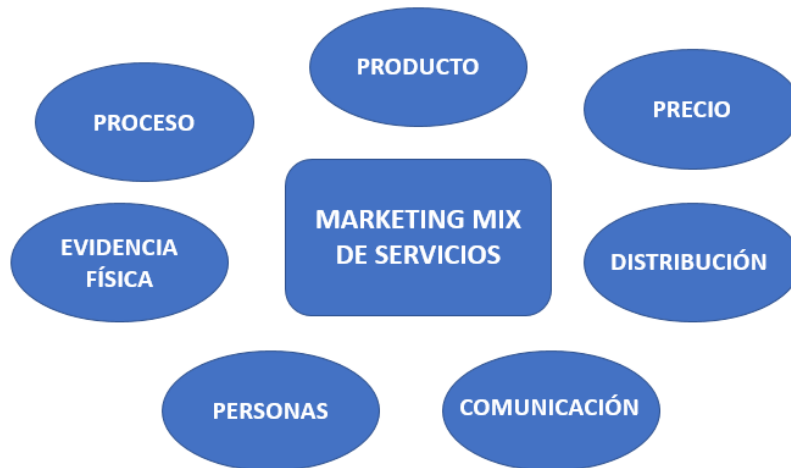 PRODUCTO
PROCESO
PRECIO
MARKETING MIX
DE SERVICIOS
EVIDENCIA
FÍSICA
DISTRIBUCIÓN
PERSONAS
COMUNICACIÓN